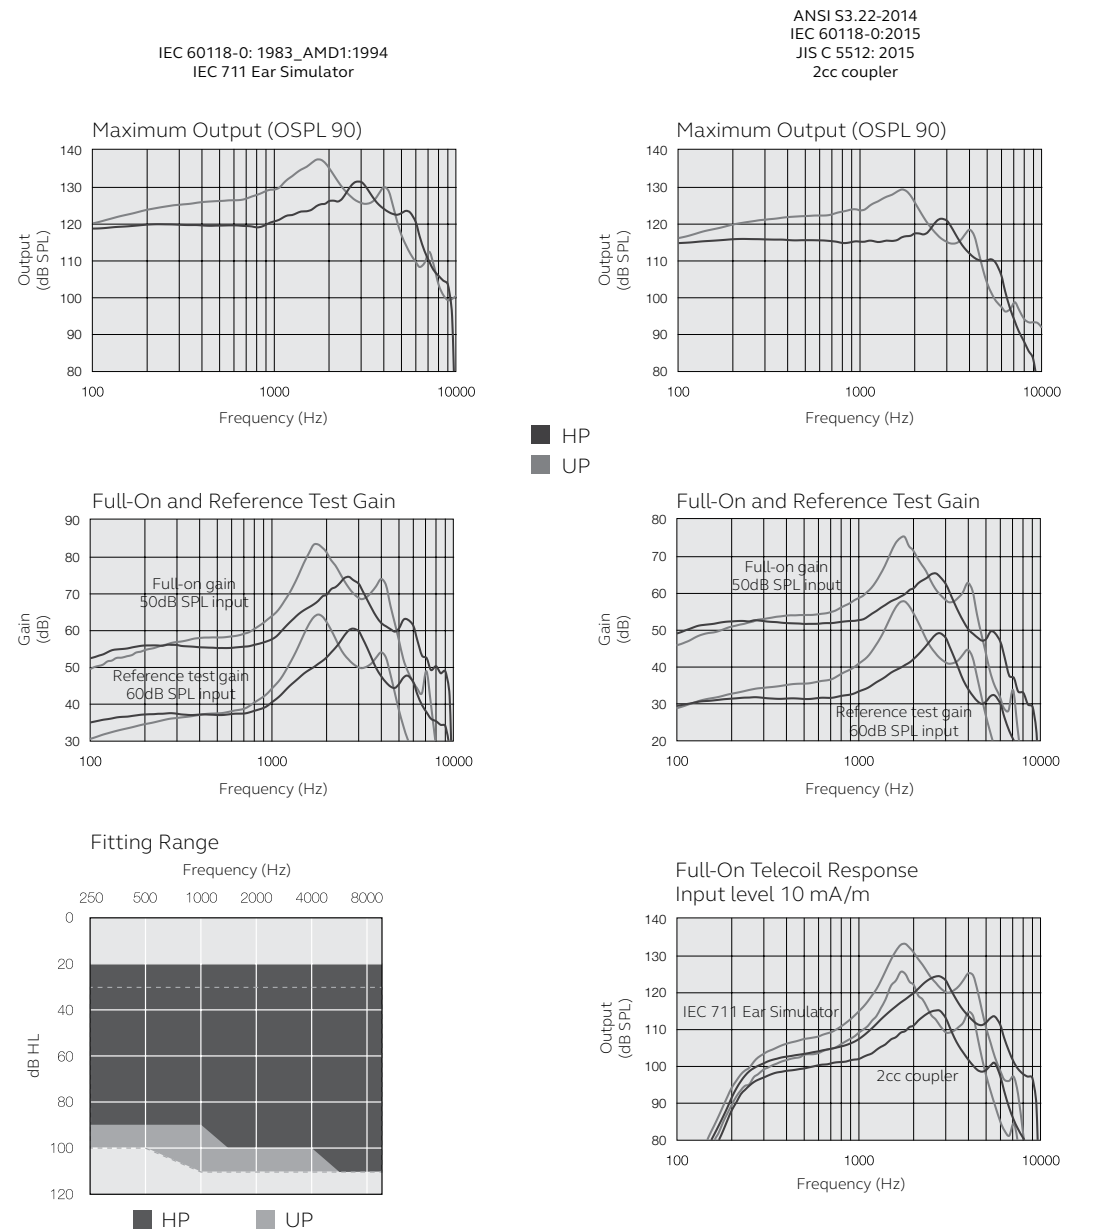 IEC 60118-0: 1983_AMD1:1994
IEC 711 Ear Simulator
ANSI S3.22-2014
IEC 60118-0:2015
JIS C 5512: 2015
2cc coupler
Maximum Output (OSPL 90)
140
130
120
110
100
90
80
Output
(dB SPL)
100 1000 10000
Frequency (Hz)
Maximum Output (OSPL 90)
140
130
120
110
100
90
80
Output
(dB SPL)
100 1000 10000
Frequency (Hz)
HP
UP
Full-On and Reference Test Gain
90
80
70
60
50
40
30
Gain
(dB)
Full-on gain
50dB SPL input
Reference test gain
60dB SPL input
100 1000 10000
Frequency (Hz)
Full-On and Reference Test Gain
80
70
60
50
40
30
20
Gain
(dB)
Full-on gain
50dB SPL input
Reference test gain
60dB SPL input
100 1000 10000
Frequency (Hz)
Fitting Range
Frequency (Hz)
250 500 1000 2000 4000 8000
0
20
40
60
80
100
120
dB HL
HP UP
Full-On Telecoil Response
Input level 10 mA/m
140
130
120
110
100
90
80
Output
(dB SPL)
IEC 711 Ear Simulator
2cc coupler
100 1000 10000
Frequency (Hz)